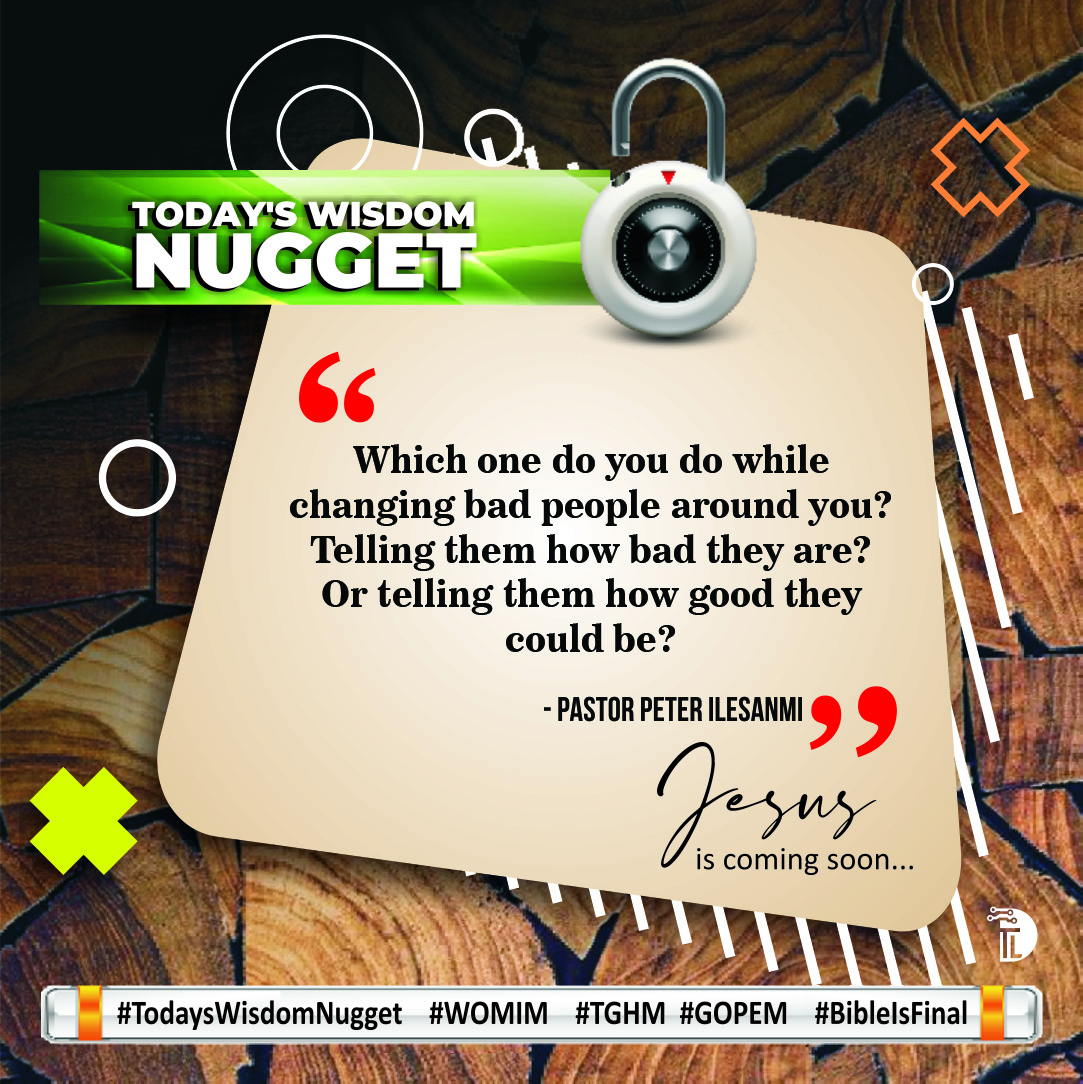 TODAY'S WISDOM
NUGGET
“
Which one do you do while
changing bad people around you?
Telling them how bad they are?
Or telling them how good they
could be?
- PASTOR PETER ILESANMI ”
Jesus
is coming soon...
TL
#TodaysWisdomNugget #WOMIM #TGHM #GOPEM #BibleIsFinal